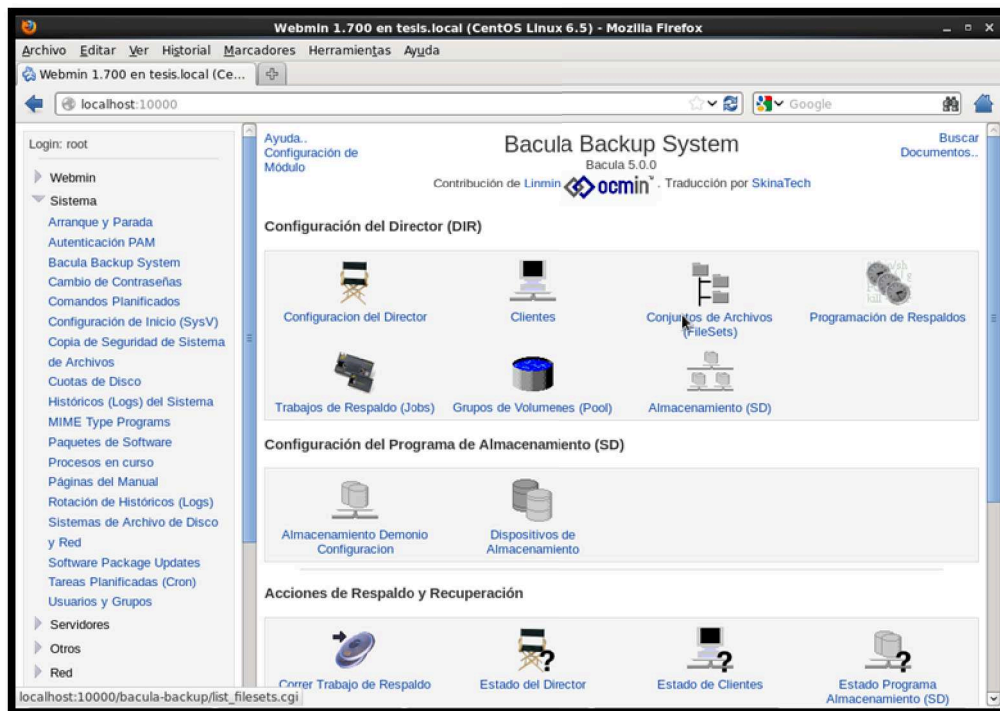 Webmin 1.700 en tesis.local (CentOS Linux 6.5) - Mozilla Firefox
Archivo Editar Ver Historial Marcadores Herramientas Ayuda
Webmin 1.700 en tesis.local (Ce...
localhost:10000
Google
Login: root
Webmin
Sistema
Arranque y Parada
Autenticación PAM
Bacula Backup System
Cambio de Contraseñas
Comandos Planificados
Configuración de Inicio (SysV)
Copia de Seguridad de Sistema
de Archivos
Cuotas de Disco
Históricos (Logs) del Sistema
MIME Type Programs
Paquetes de Software
Procesos en curso
Páginas del Manual
Rotación de Históricos (Logs)
Sistemas de Archivo de Disco
y Red
Software Package Updates
Tareas Planificadas (Cron)
Usuarios y Grupos
Servidores
Otros
Red
Ayuda..
Configuración de
Módulo
Bacula Backup System
Bacula 5.0.0
Contribución de Linmin ocmin . Traducción por SkinaTech
Buscar
Documentos..
Configuración del Director (DIR)
Configuracion del Director
Clientes
Conjuntos de Archivos
(FileSets)
Programación de Respaldos
Trabajos de Respaldo (Jobs)
Grupos de Volumenes (Pool)
Almacenamiento (SD)
Configuración del Programa de Almacenamiento (SD)
Almacenamiento Demonio
Configuracion
Dispositivos de
Almacenamiento
Acciones de Respaldo y Recuperación
Correr Trabajo de Respaldo
Estado del Director
Estado de Clientes
Estado Programa
Almacenamiento (SD)
localhost:10000/bacula-backup/list_filesets.cgi